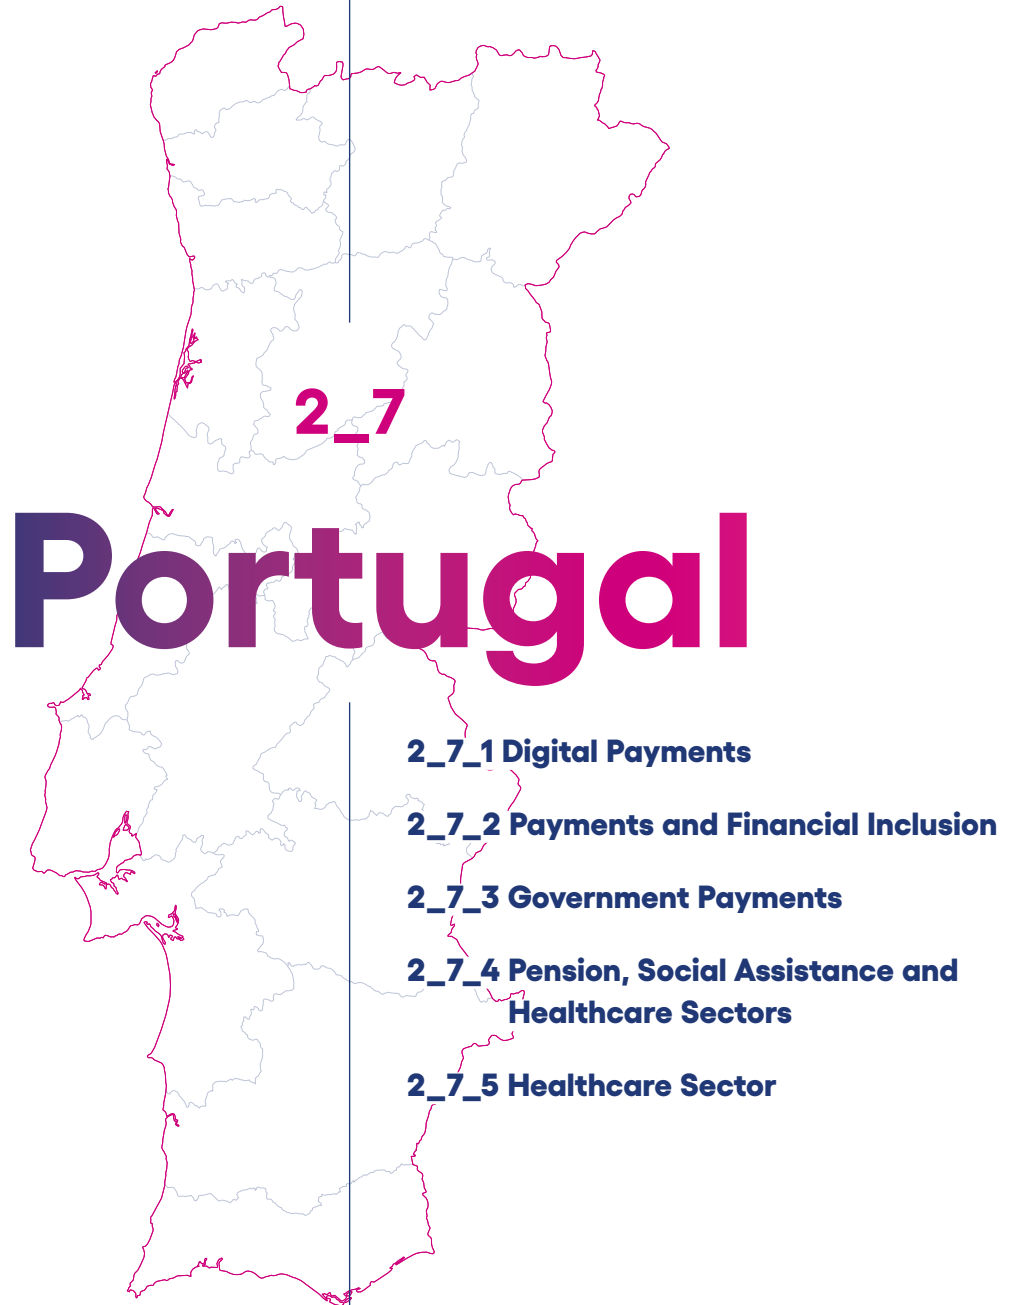 2_7
Portugal
2_7_1 Digital Payments
2_7_2 Payments and Financial Inclusion
2_7_3 Government Payments
2_7_4 Pension, Social Assistance and
Healthcare Sectors
2_7_5 Healthcare Sector